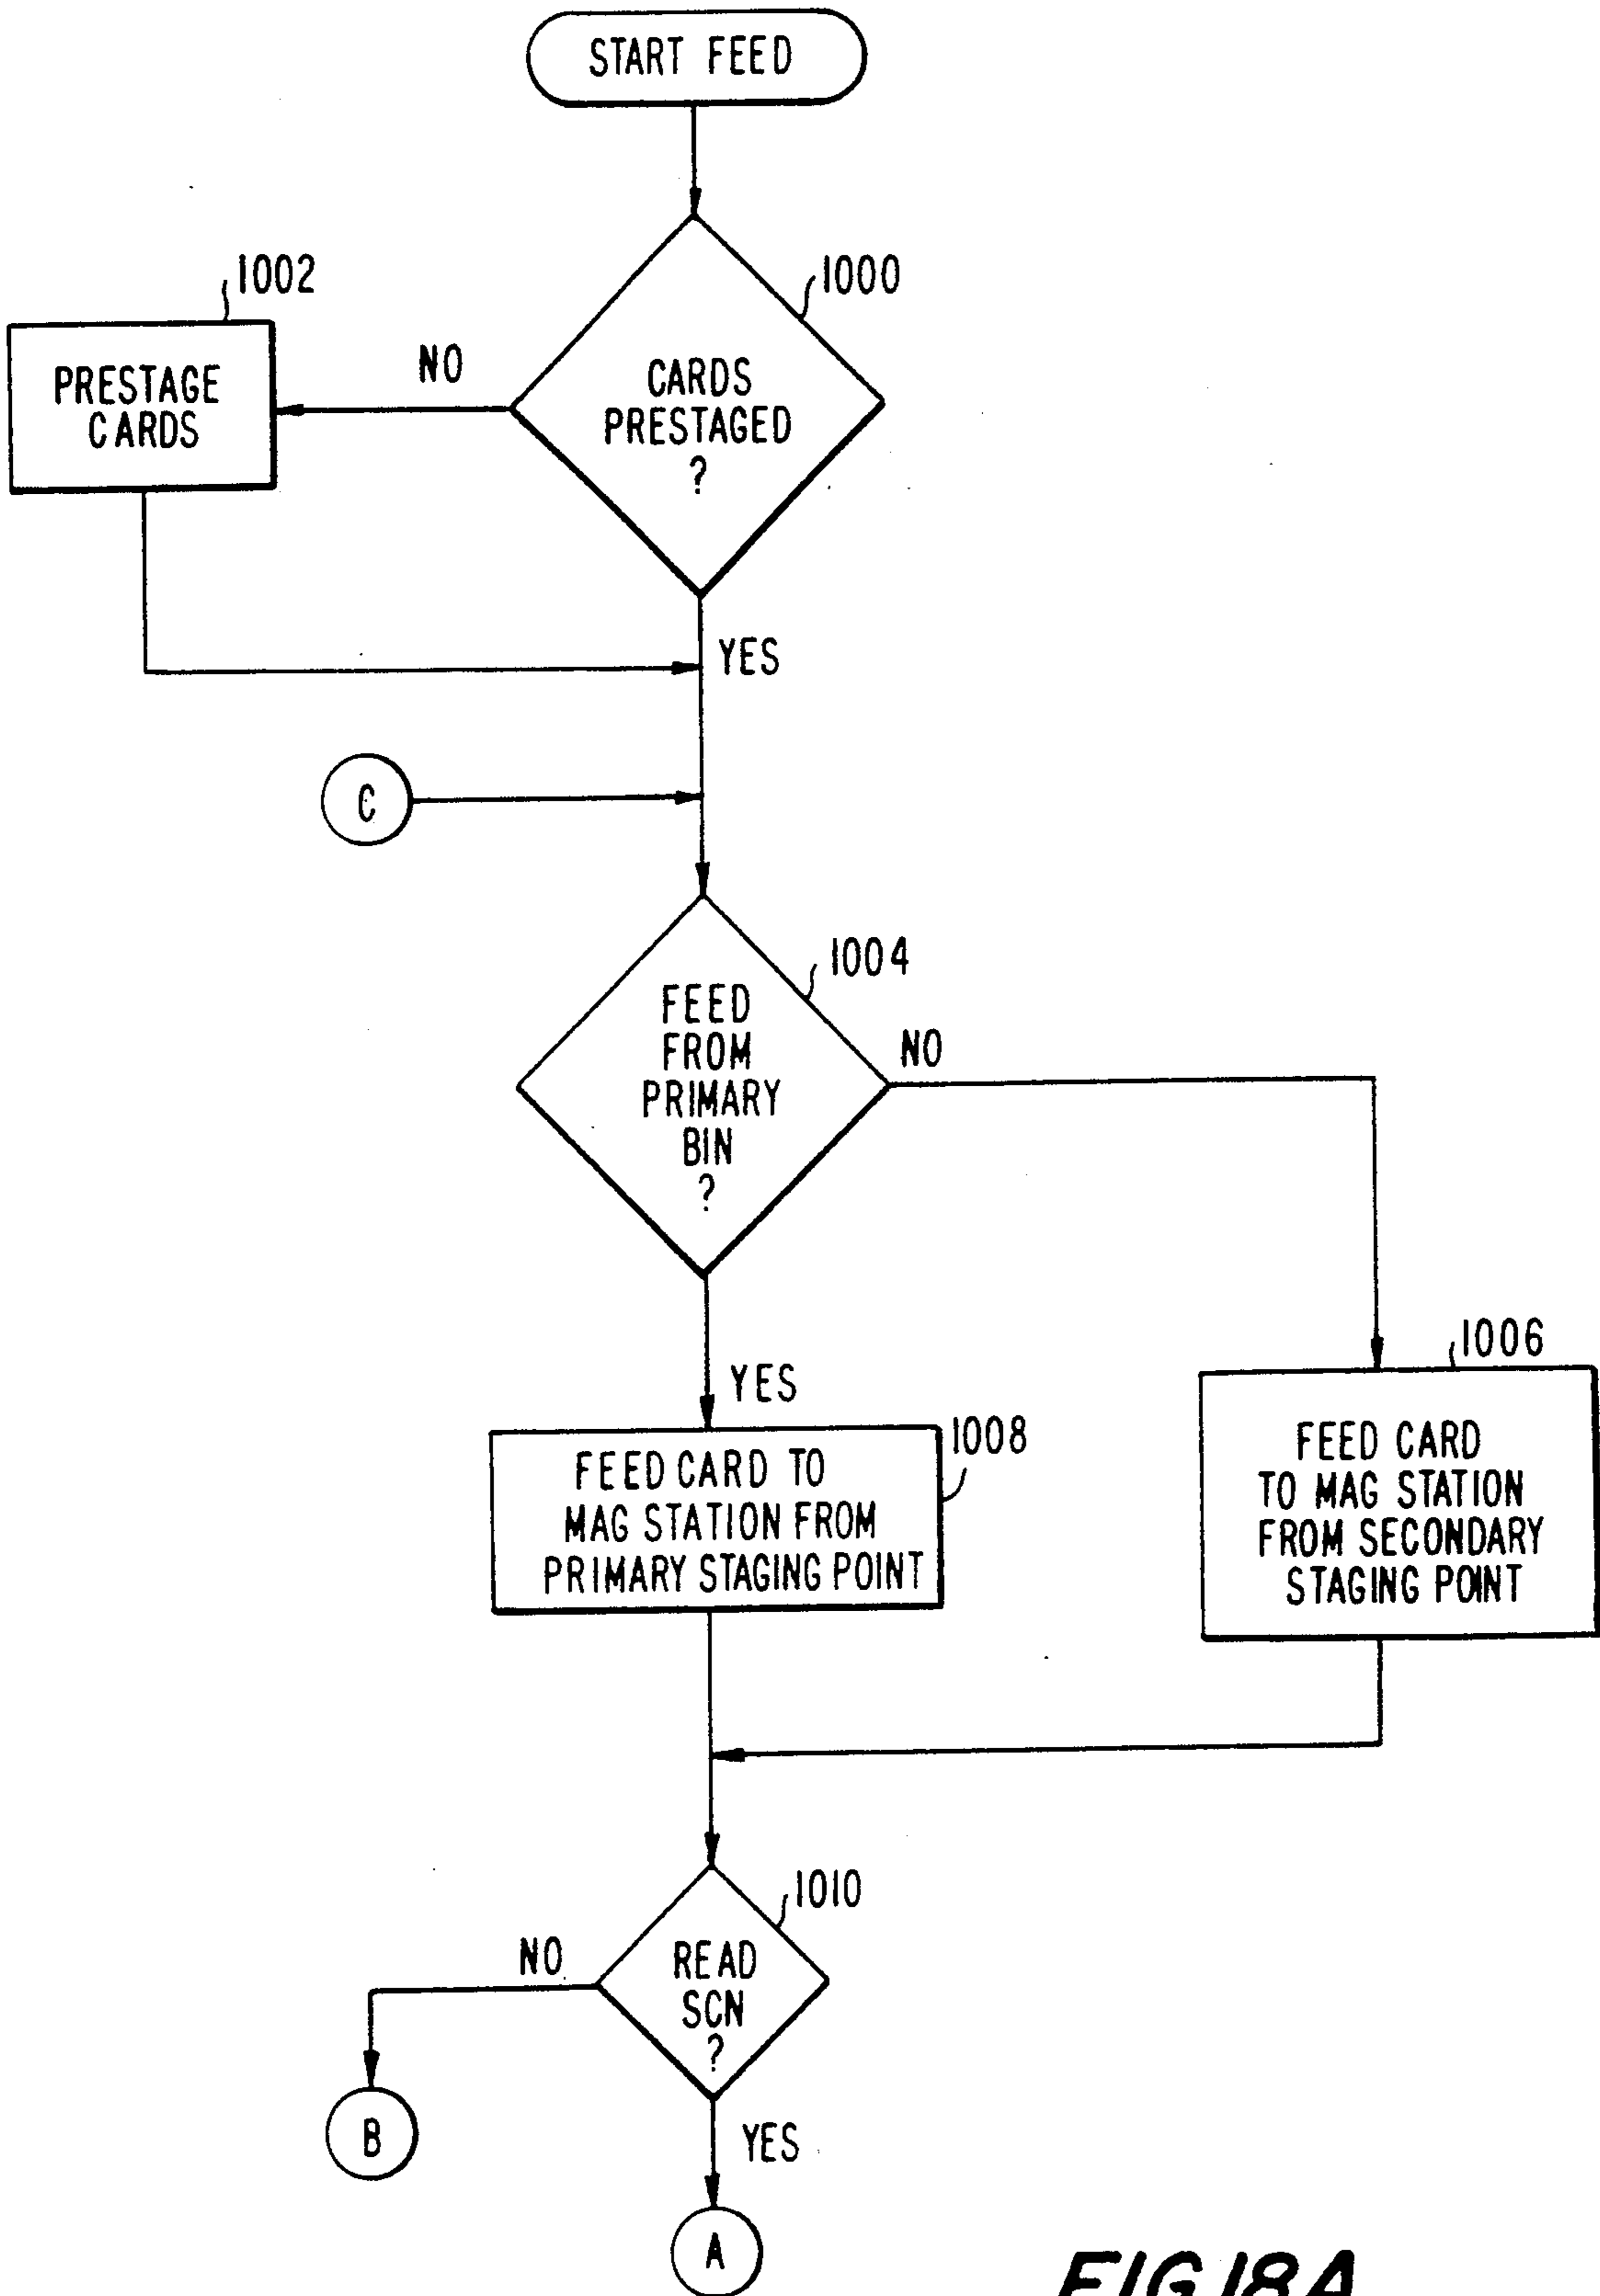 START FEED
1000
1002
CARDS
PRESTAGED
?
NO
PRESTAGE
CARDS
YES
C
1004
FEED
FROM
PRIMARY
BIN
?
NO
YES
1006
1008
FEED CARD TO
MAG STATION FROM
PRIMARY STAGING POINT
FEED CARD
TO MAG STATION
FROM SECONDARY
STAGING POINT
1010
READ
SCN
?
NO
B
YES
A
FIG.18A